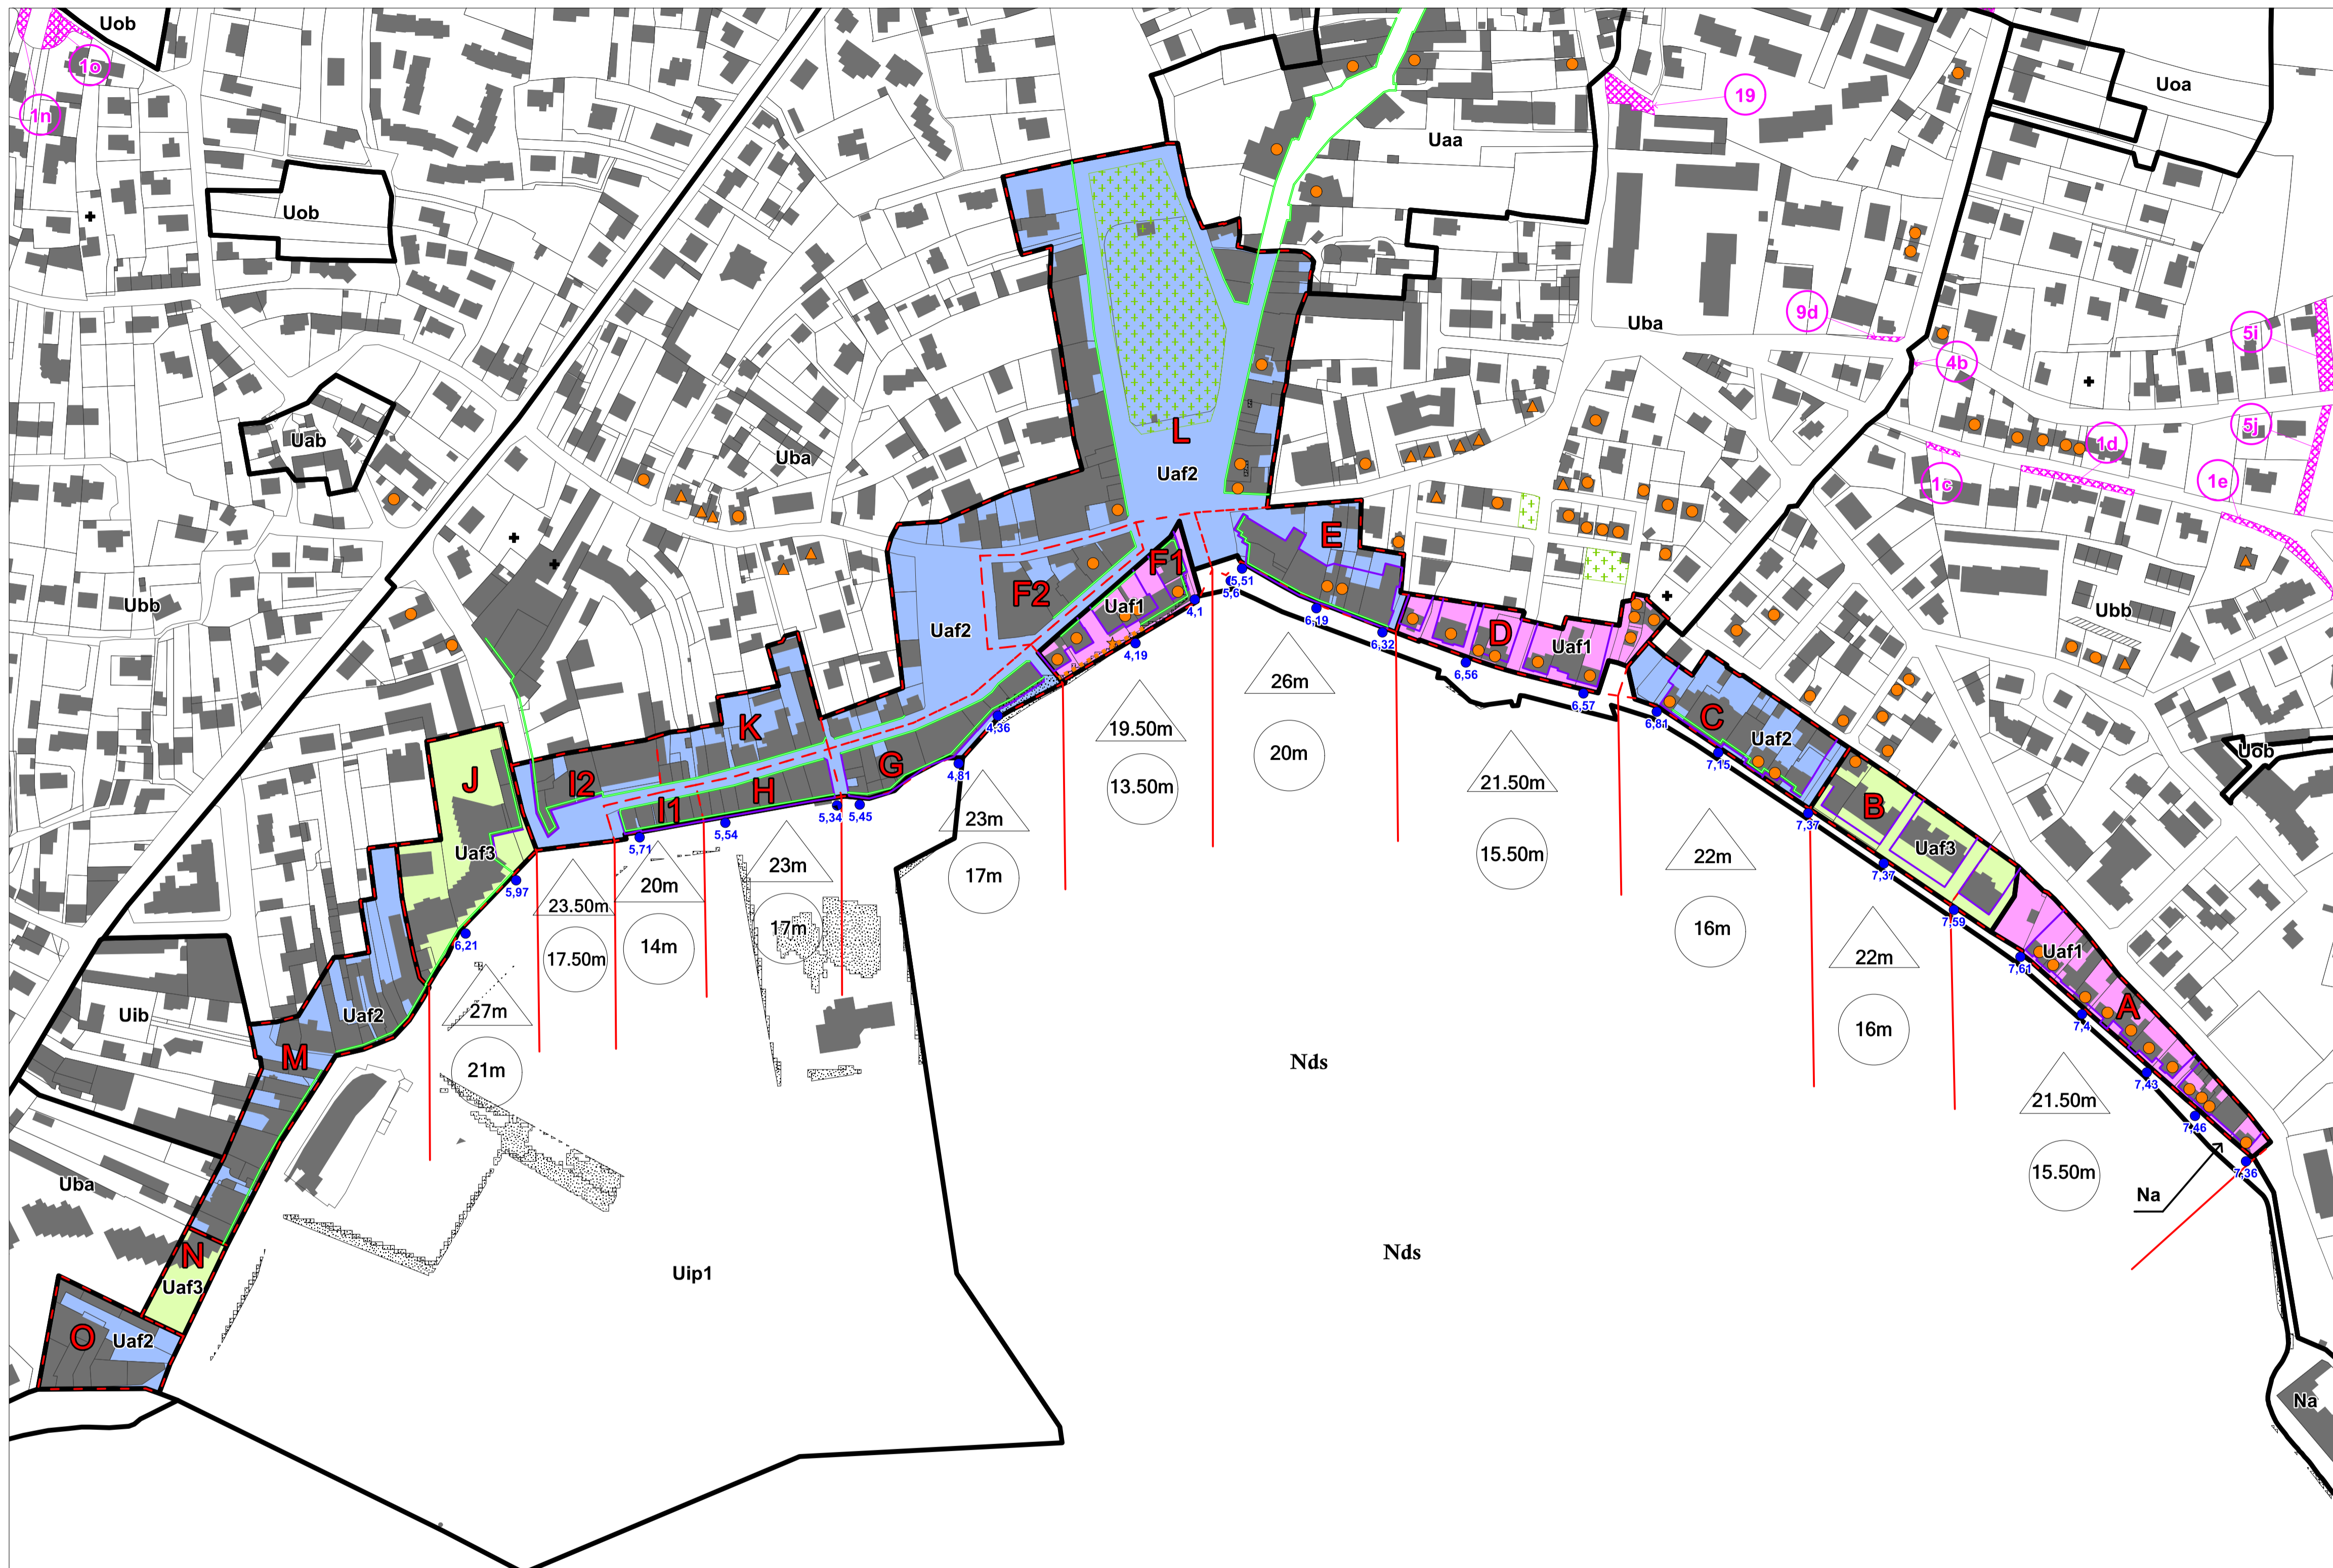 Uob
1o
1n
Uob
Uab
Uba
Ubb
19
Uaa
Uoa
Uba
9d
4b
5i
5j
1d
1c
1e
Ubb
Uob
L
Uaf2
E
F1
F2
Uaf1
Uaf2
5,51
5,6
4,1
6,19
6,32
4,19
D
Uaf1
6,56
6,57
C
Uaf2
6,81
7,15
7,37
4,36
4,81
K
G
H
I2
I1
J
Uaf3
5,34
5,45
5,54
5,71
5,97
6,21
B
Uaf3
7,37
7,59
Uaf1
7,61
A
7,4
7,43
7,46
7,36
Na
26m
20m
19.50m
13.50m
21.50m
15.50m
23m
17m
22m
16m
23m
17m
20m
14m
23.50m
17.50m
22m
16m
27m
21m
21.50m
15.50m
Uib
Uaf2
M
Uba
N
Uaf3
O
Uaf2
Uip1
Nds
Nds
Na